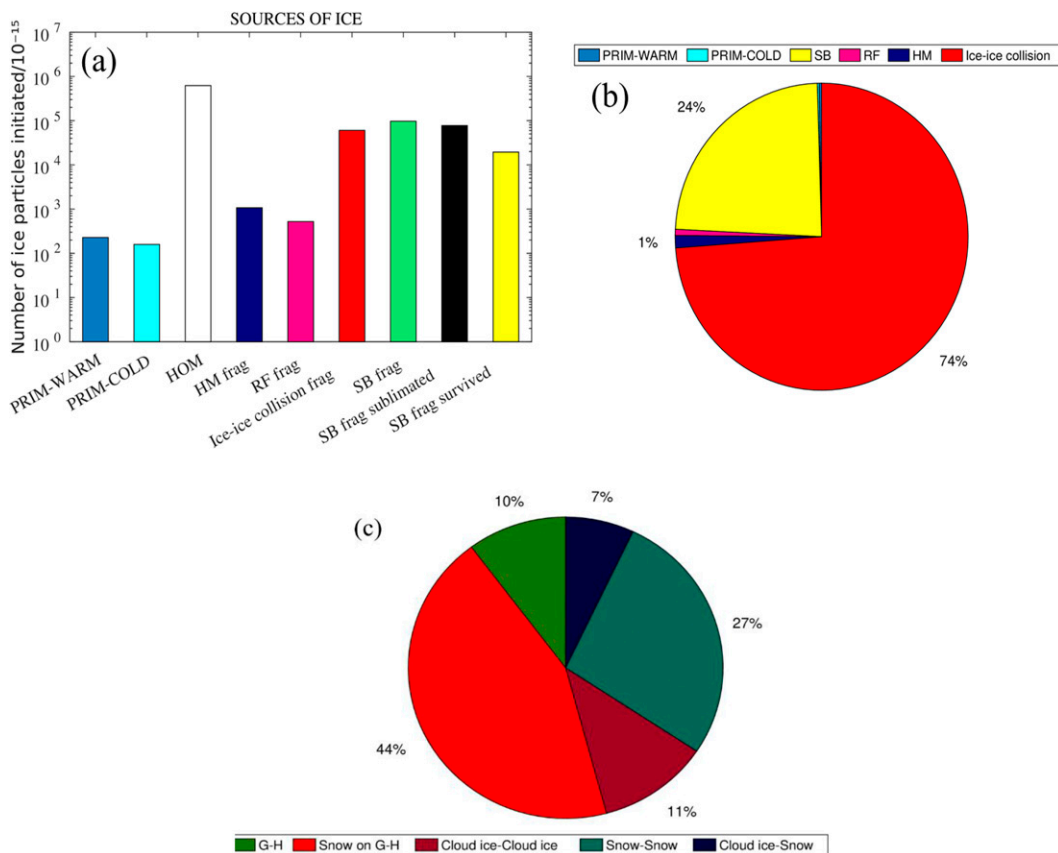 SOURCES OF ICE
(a)
Number of ice particles initiated/10⁻¹⁵
10⁷
10⁶
10⁵
10⁴
10³
10²
10¹
10⁰
PRIM-WARM
PRIM-COLD
HOM
HM frag
RF frag
Ice-ice collision frag
SB frag
SB frag sublimated
SB frag survived
PRIM-WARM PRIM-COLD SB RF HM Ice-ice collision
(b)
24%
1%
74%
(c)
10%
7%
27%
44%
11%
G-H Snow on G-H Cloud ice-Cloud ice Snow-Snow Cloud ice-Snow